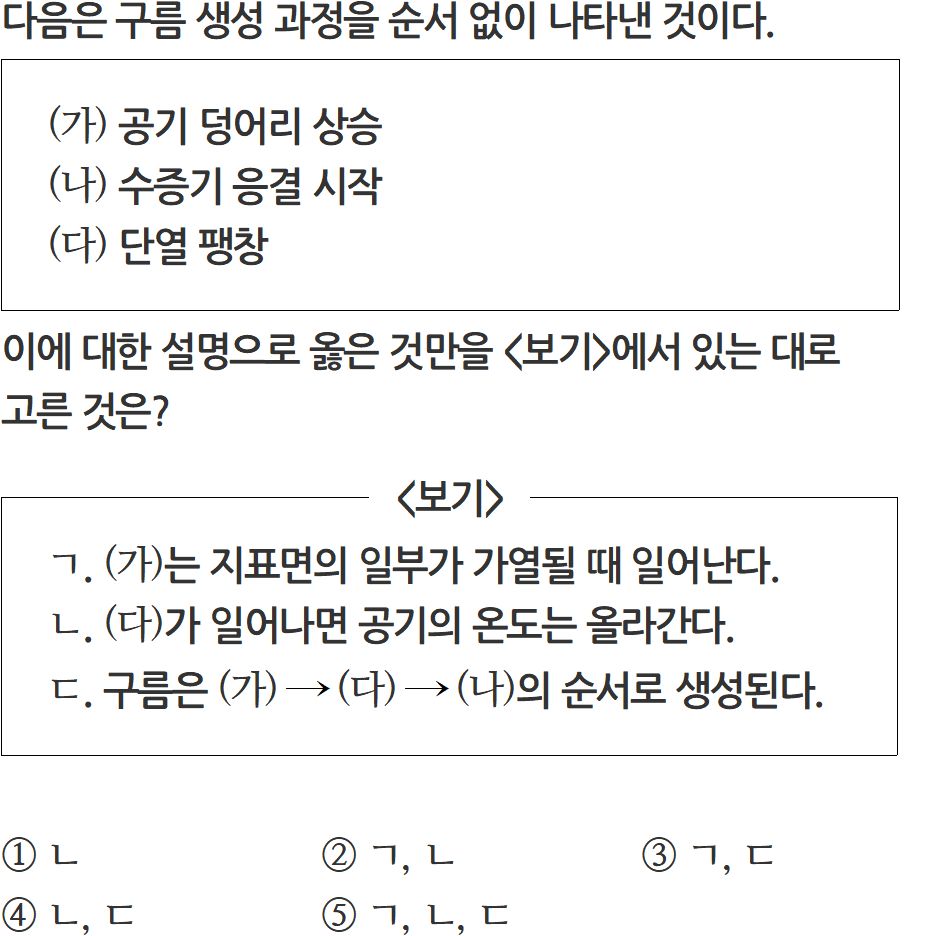 다음은 구름 생성 과정을 순서 없이 나타낸 것이다.
(가) 공기 덩어리 상승
(나) 수증기 응결 시작
(다) 단열 팽창
이에 대한 설명으로 옳은 것만을 <보기>에서 있는 대로
고른 것은?
<보기>
ㄱ. (가)는 지표면의 일부가 가열될 때 일어난다.
ㄴ. (다)가 일어나면 공기의 온도는 올라간다.
ㄷ. 구름은 (가) → (다) → (나)의 순서로 생성된다.
① ㄴ ② ㄱ, ㄴ ③ ㄱ, ㄷ
④ ㄴ, ㄷ ⑤ ㄱ, ㄴ, ㄷ